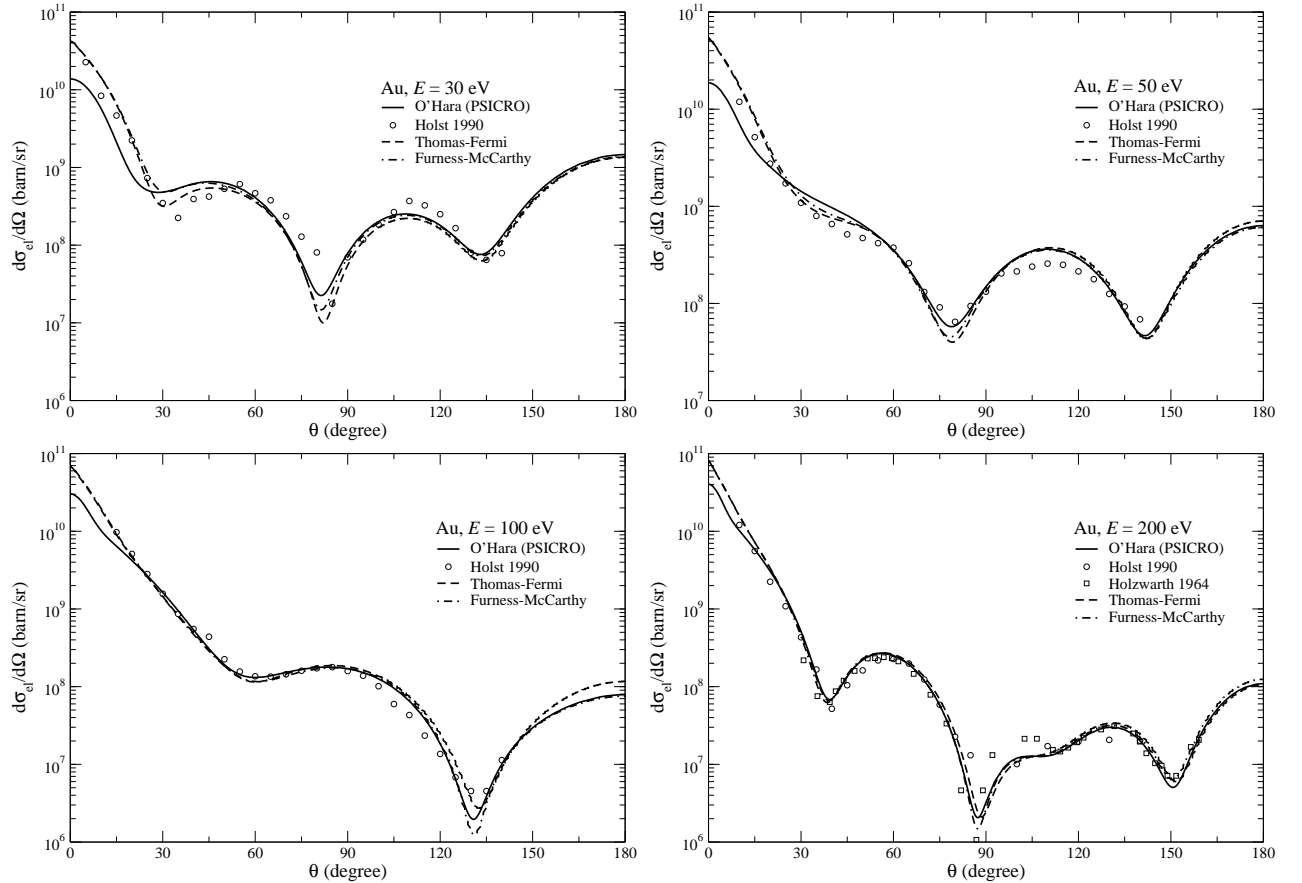 10^11
10^10
10^9
10^8
10^7
10^6
dσ_el/dΩ (barn/sr)
Au, E = 30 eV
O'Hara (PSICRO)
Holst 1990
Thomas-Fermi
Furness-McCarthy
0 30 60 90 120 150 180
θ (degree)
10^11
10^10
10^9
10^8
10^7
dσ_el/dΩ (barn/sr)
Au, E = 50 eV
O'Hara (PSICRO)
Holst 1990
Thomas-Fermi
Furness-McCarthy
0 30 60 90 120 150 180
θ (degree)
10^11
10^10
10^9
10^8
10^7
10^6
dσ_el/dΩ (barn/sr)
Au, E = 100 eV
O'Hara (PSICRO)
Holst 1990
Thomas-Fermi
Furness-McCarthy
0 30 60 90 120 150 180
θ (degree)
10^11
10^10
10^9
10^8
10^7
10^6
dσ_el/dΩ (barn/sr)
Au, E = 200 eV
O'Hara (PSICRO)
Holst 1990
Holzwarth 1964
Thomas-Fermi
Furness-McCarthy
0 30 60 90 120 150 180
θ (degree)